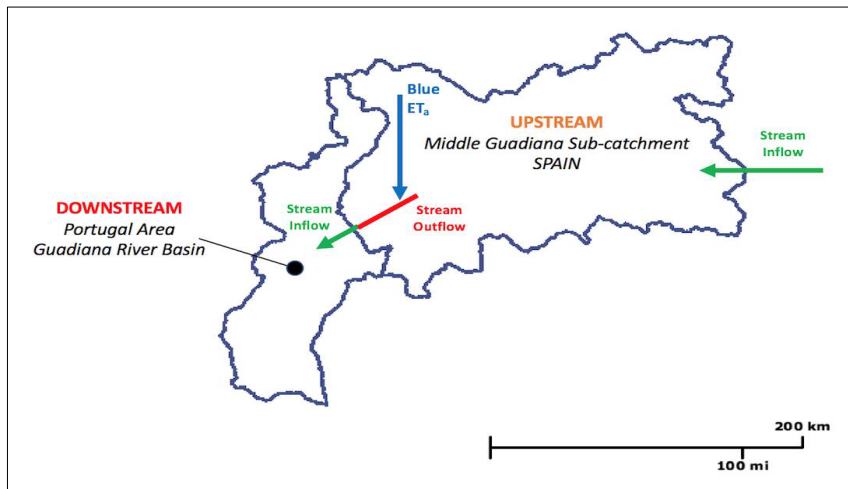 Blue
ETa
UPSTREAM
Middle Guadiana Sub-catchment
SPAIN
Stream
Inflow
DOWNSTREAM
Portugal Area
Guadiana River Basin
Stream
Inflow
Stream
Outflow
200 km
100 mi